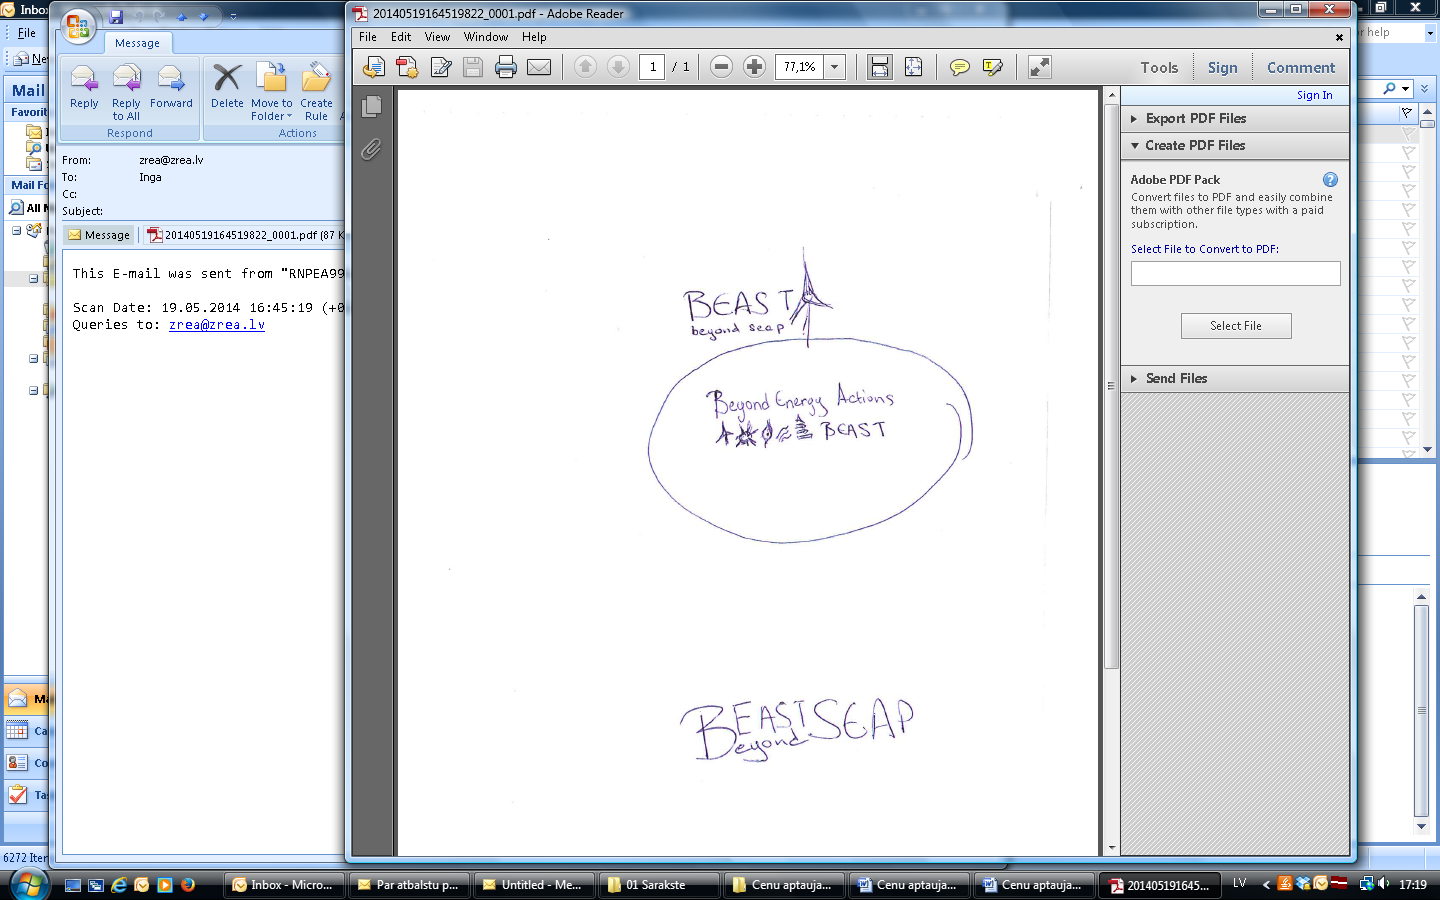 Inbox
20140519164519822_0001.pdf - Adobe Reader
File
Message
File Edit View Window Help
1 / 1 77,1% Tools Sign Comment
Reply Reply to All Forward Delete Move to Folder Create Rule
Respond Actions
Mail
Sign In
Export PDF Files
Create PDF Files
From: zrea@zrea.lv
To: Inga
Cc:
Subject:
Message 20140519164519822_0001.pdf (87 K
This E-mail was sent from "RNPEA99
Scan Date: 19.05.2014 16:45:19 (+0
Queries to: zrea@zrea.lv
Adobe PDF Pack
Convert files to PDF and easily combine
them with other file types with a paid
subscription.
Select File to Convert to PDF:
Select File
Send Files
BEAST
beyond seap
Beyond Energy Actions
BEAST
BEAST SEAP
Beyond
6272 Iter
Inbox - Micro... Par atbalstu p... Untitled - Me... 01 Sarakste Cenu aptauja... Cenu aptauja... Cenu aptauja... 201405191645... LV 17:19